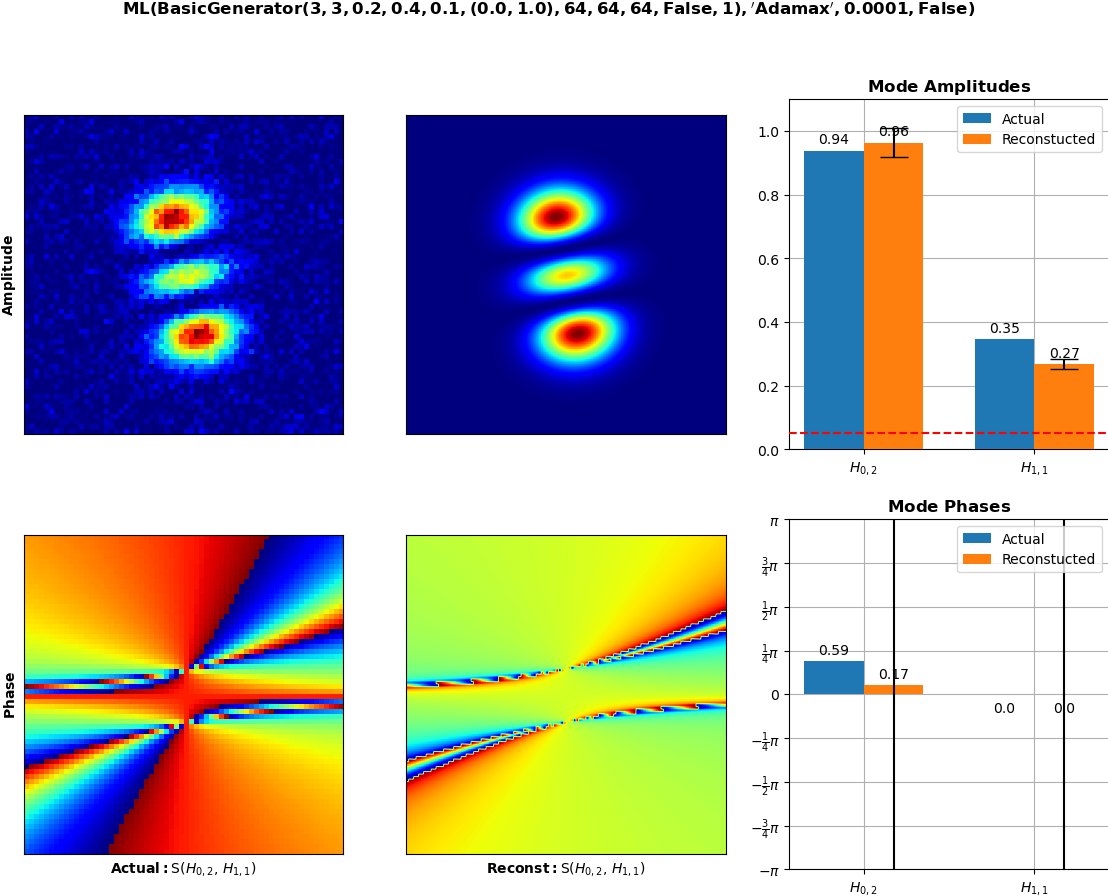 ML(BasicGenerator(3, 3, 0.2, 0.4, 0.1, (0.0, 1.0), 64, 64, 64, False, 1), ′Adamax′, 0.0001, False)
Amplitude
Mode Amplitudes
Actual
Reconstucted
1.0
0.8
0.6
0.4
0.2
0.0
0.94
0.96
0.35
0.27
H0,2
H1,1
Phase
Actual: S(H0,2, H1,1)
Reconst: S(H0,2, H1,1)
Mode Phases
Actual
Reconstucted
π
3/4π
1/2π
1/4π
0
−1/4π
−1/2π
−3/4π
−π
0.59
0.17
0.0
0.0
H0,2
H1,1